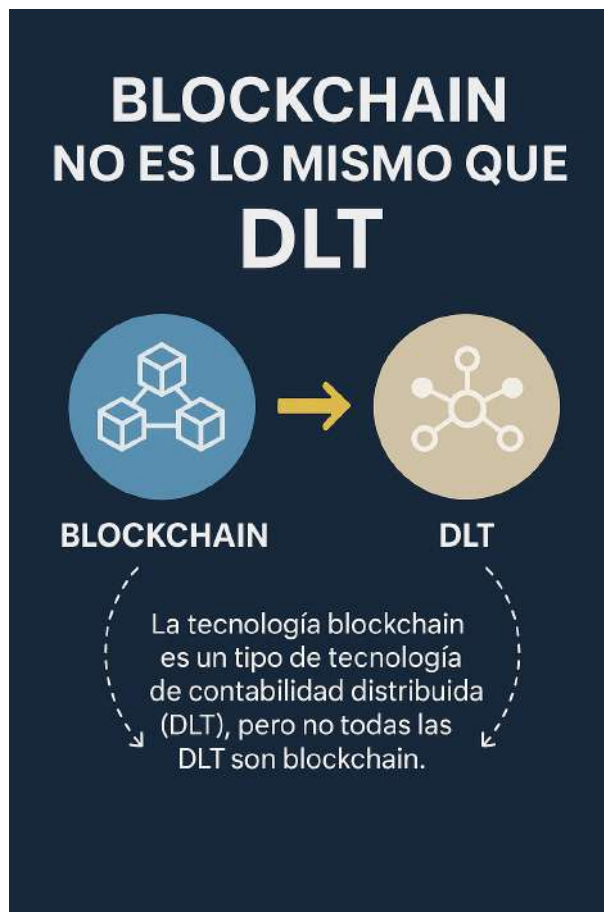 BLOCKCHAIN
NO ES LO MISMO QUE
DLT
BLOCKCHAIN
DLT
La tecnología blockchain
es un tipo de tecnología
de contabilidad distribuida
(DLT), pero no todas las
DLT son blockchain.